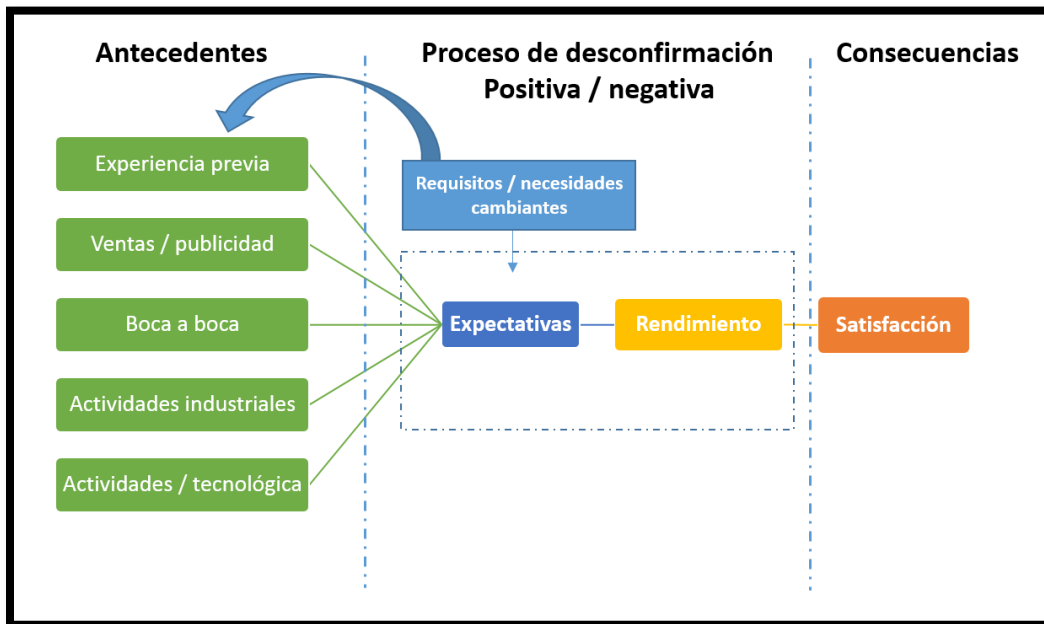 Antecedentes
Proceso de desconfirmación
Positiva / negativa
Consecuencias
Experiencia previa
Ventas / publicidad
Boca a boca
Actividades industriales
Actividades / tecnológica
Requisitos / necesidades
cambiantes
Expectativas
Rendimiento
Satisfacción